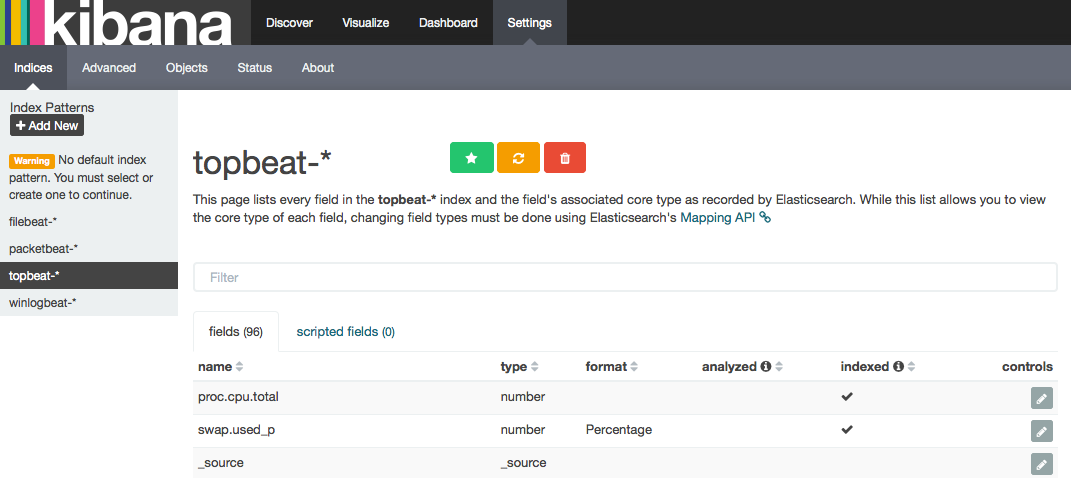 kibana
Discover Visualize Dashboard Settings
Indices Advanced Objects Status About
Index Patterns
+ Add New
Warning No default index
pattern. You must select or
create one to continue.
filebeat-*
packetbeat-*
topbeat-*
winlogbeat-*
topbeat-*
This page lists every field in the topbeat-* index and the field's associated core type as recorded by Elasticsearch. While this list allows you to view
the core type of each field, changing field types must be done using Elasticsearch's Mapping API
Filter
fields (96) scripted fields (0)
name type format analyzed indexed controls
proc.cpu.total number
swap.used_p number Percentage
_source _source